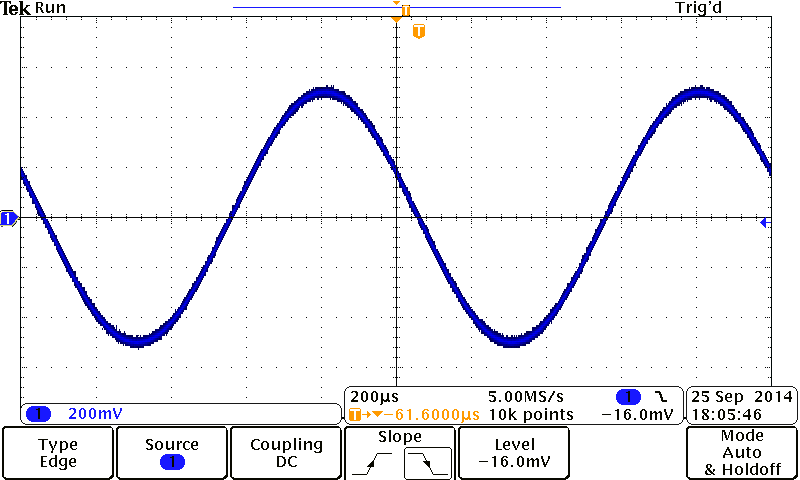 Tek Run Trig'd
T
T
1
1 200mV
200µs 5.00MS/s 1
T→▼−61.6000µs 10k points −16.0mV
25 Sep 2014
18:05:46
Type
Edge
Source
1
Coupling
DC
Slope
Level
−16.0mV
Mode
Auto
& Holdoff